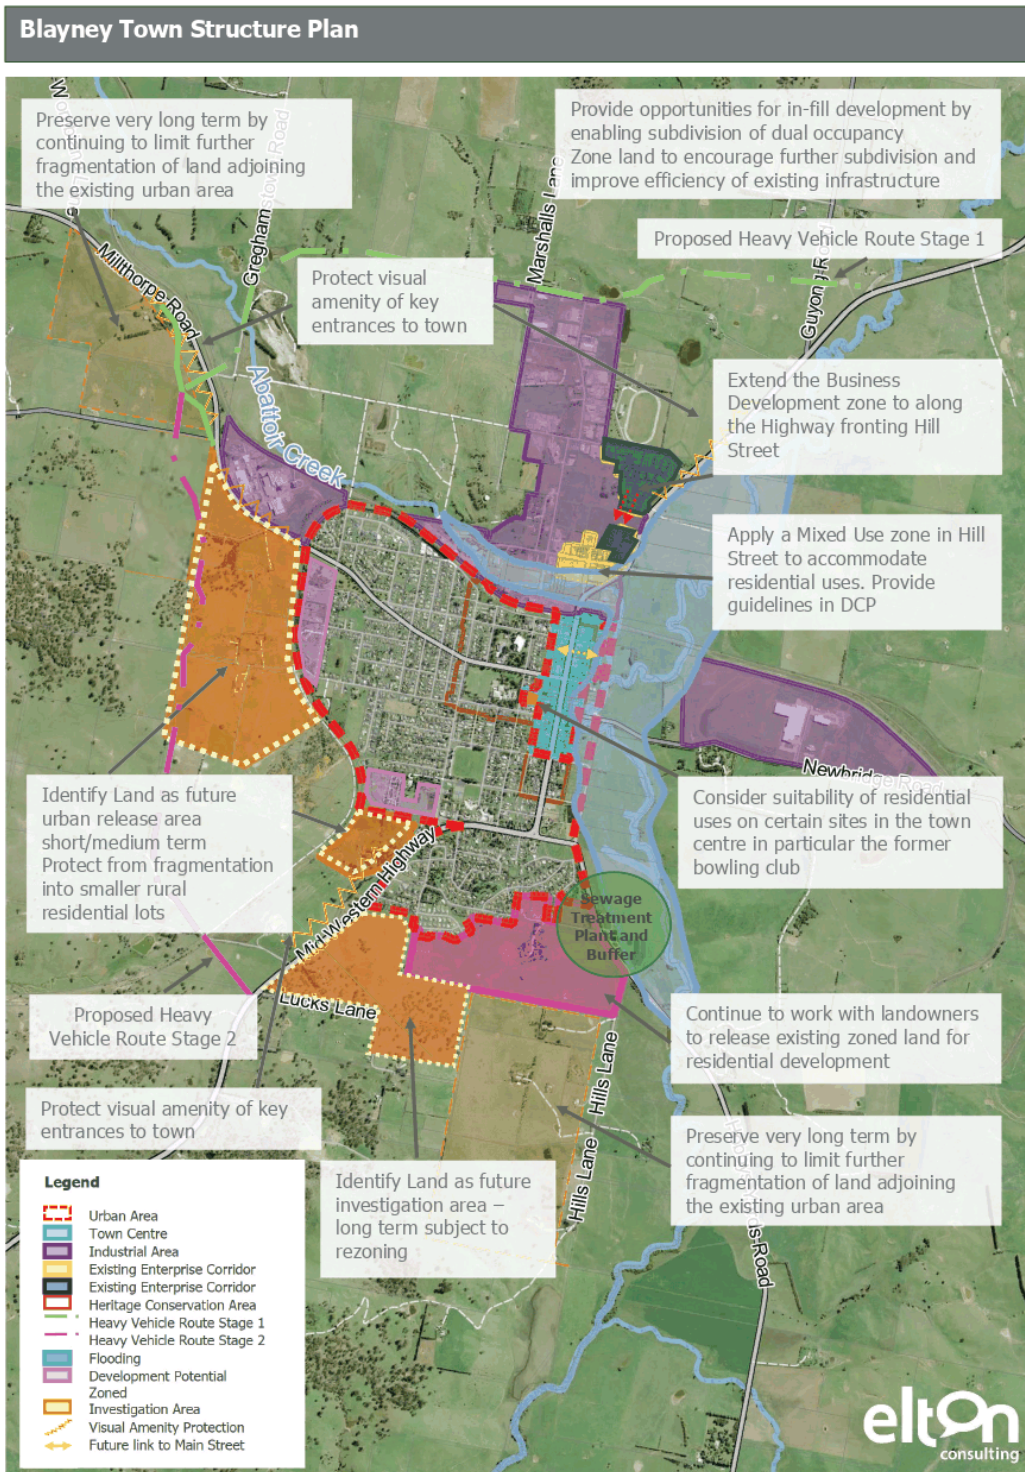 Blayney Town Structure Plan
Preserve very long term by
continuing to limit further
fragmentation of land adjoining
the existing urban area
Provide opportunities for in-fill development by
enabling subdivision of dual occupancy
Zone land to encourage further subdivision and
improve efficiency of existing infrastructure
Proposed Heavy Vehicle Route Stage 1
Protect visual
amenity of key
entrances to town
Millthorpe Road
Greghamstown Road
Marshalls Lane
Abattoir Creek
Extend the Business
Development zone to along
the Highway fronting Hill
Street
Apply a Mixed Use zone in Hill
Street to accommodate
residential uses. Provide
guidelines in DCP
Newbridge Road
Identify Land as future
urban release area
short/medium term
Protect from fragmentation
into smaller rural
residential lots
Consider suitability of residential
uses on certain sites in the town
centre in particular the former
bowling club
Mid-Western Highway
Sewage
Treatment
Plant and
Buffer
Lucks Lane
Proposed Heavy
Vehicle Route Stage 2
Continue to work with landowners
to release existing zoned land for
residential development
Hills Lane
Hills Lane
Protect visual amenity of key
entrances to town
Preserve very long term by
continuing to limit further
fragmentation of land adjoining
the existing urban area
Identify Land as future
investigation area –
long term subject to
rezoning
Legend
Urban Area
Town Centre
Industrial Area
Existing Enterprise Corridor
Existing Enterprise Corridor
Heritage Conservation Area
Heavy Vehicle Route Stage 1
Heavy Vehicle Route Stage 2
Flooding
Development Potential
Zoned
Investigation Area
Visual Amenity Protection
Future link to Main Street
elton
consulting